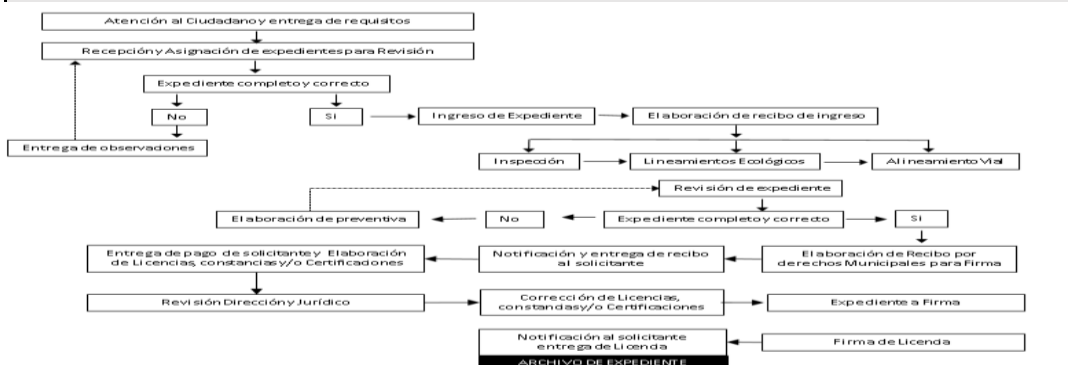 Atención al Ciudadano y entrega de requisitos
Recepción y Asignación de expedientes para Revisión
Expediente completo y correcto
No
Si
Ingreso de Expediente
Elaboración de recibo de ingreso
Entrega de observaciones
Inspección
Lineamientos Ecológicos
Alineamiento Vial
Revisión de expediente
Elaboración de preventiva
No
Expediente completo y correcto
Si
Entrega de pago de solicitante y Elaboración
de Licencias, constancias y/o Certificaciones
Notificación y entrega de recibo
al solicitante
Elaboración de Recibo por
derechos Municipales para Firma
Revisión Dirección y Jurídico
Corrección de Licencias,
constancias y/o Certificaciones
Expediente a Firma
Notificación al solicitante
entrega de Licencia
Firma de Licencia
ARCHIVO DE EXPEDIENTE